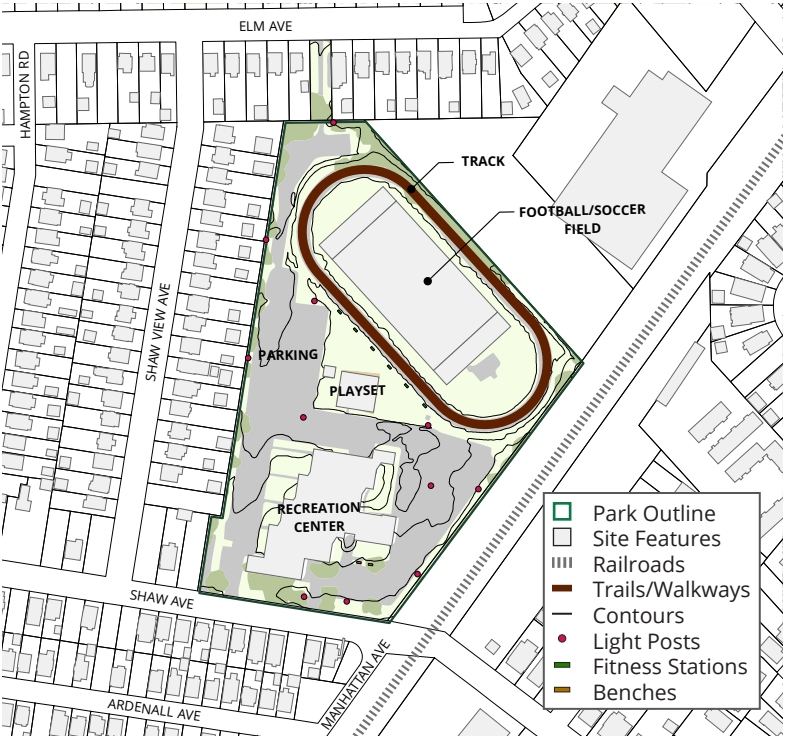 ELM AVE
HAMPTON RD
TRACK
FOOTBALL/SOCCER
FIELD
SHAW VIEW AVE
PARKING
PLAYSET
RECREATION
CENTER
SHAW AVE
MANHATTAN AVE
ARDENALL AVE
Park Outline
Site Features
Railroads
Trails/Walkways
Contours
Light Posts
Fitness Stations
Benches